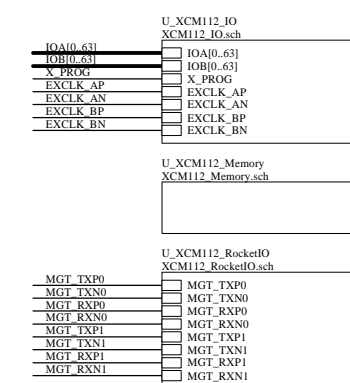 U_XCM112_IO
XCM112_IO.sch
IOA[0..63] IOA[0..63]
IOB[0..63] IOB[0..63]
X_PROG X_PROG
EXCLK_AP EXCLK_AP
EXCLK_AN EXCLK_AN
EXCLK_BP EXCLK_BP
EXCLK_BN EXCLK_BN
U_XCM112_Memory
XCM112_Memory.sch
U_XCM112_RocketIO
XCM112_RocketIO.sch
MGT_TXP0 MGT_TXP0
MGT_TXN0 MGT_TXN0
MGT_RXP0 MGT_RXP0
MGT_RXN0 MGT_RXN0
MGT_TXP1 MGT_TXP1
MGT_TXN1 MGT_TXN1
MGT_RXP1 MGT_RXP1
MGT_RXN1 MGT_RXN1